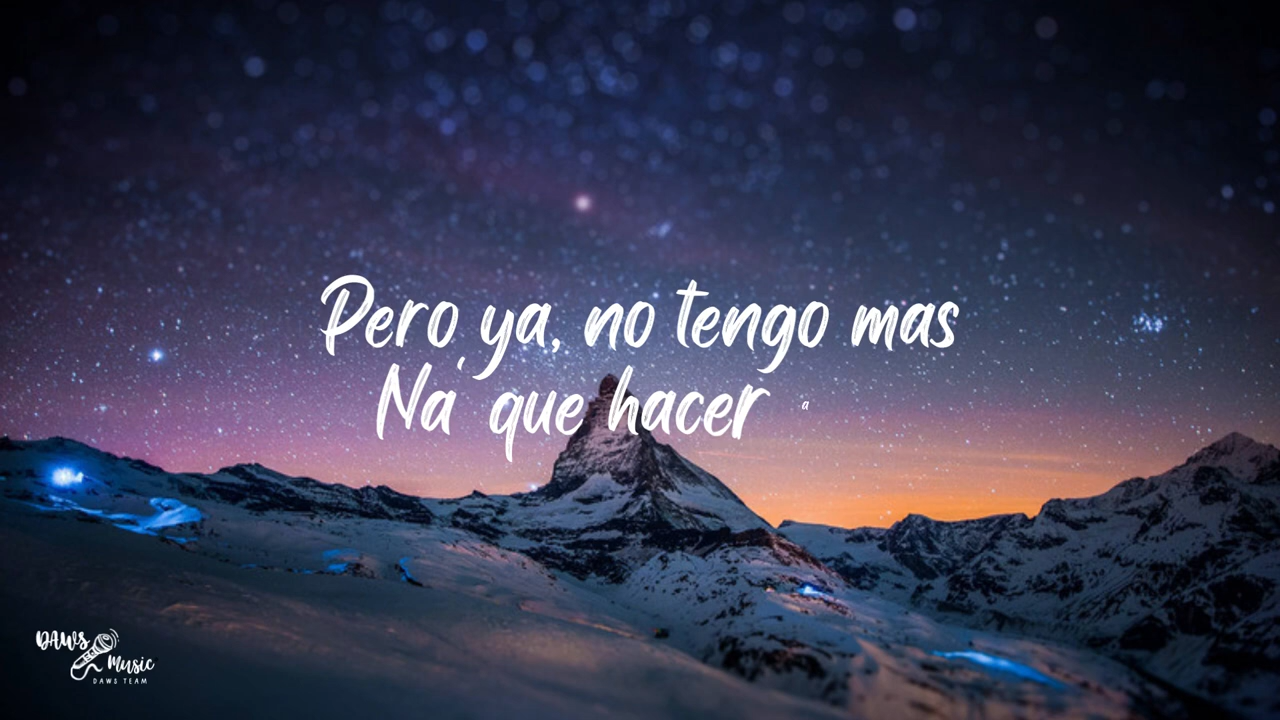 Pero ya, no tengo mas
Na' que hacer a
DAWS
Music
DAWS TEAM